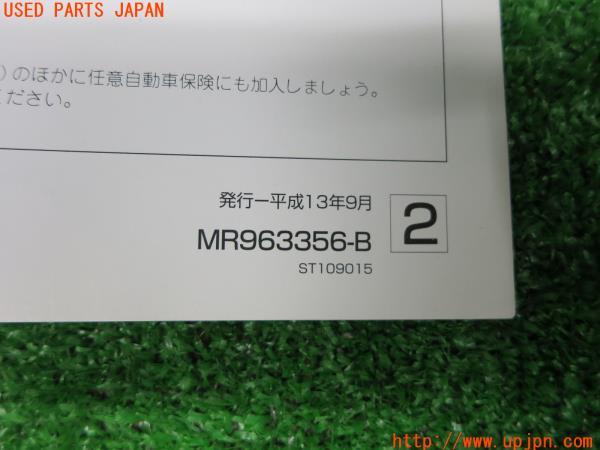 USED PARTS JAPAN
）のほかに任意自動車保険にも加入しましょう。
ください。
発行ー平成13年9月
MR963356-B
2
ST109015
http://www.upjpn.com/